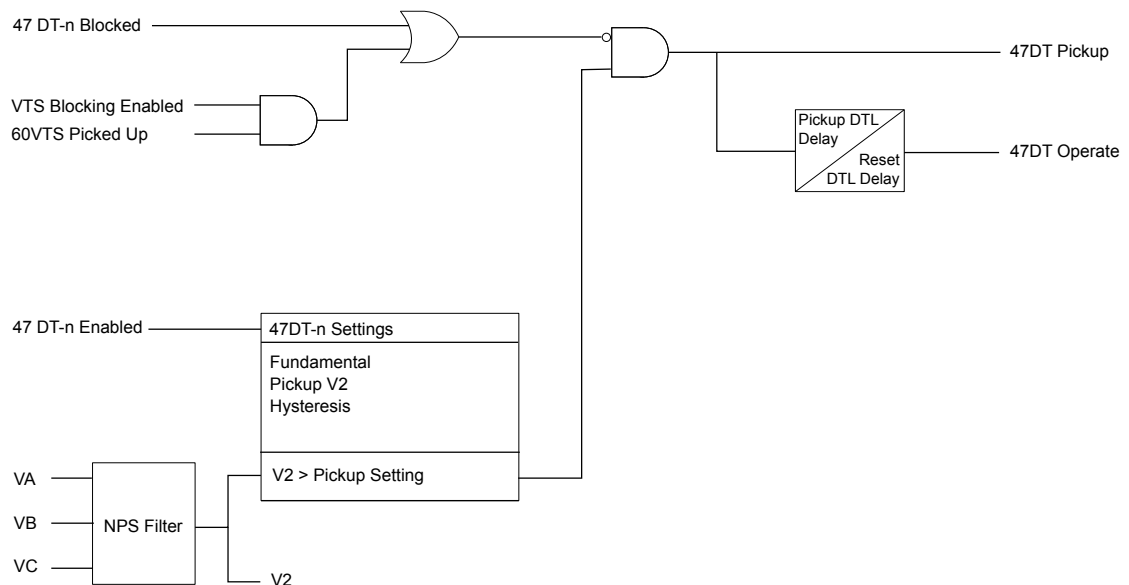 47 DT-n Blocked
47DT Pickup
VTS Blocking Enabled
60VTS Picked Up
Pickup DTL
Delay
Reset
DTL Delay
47DT Operate
47 DT-n Enabled
47DT-n Settings
Fundamental
Pickup V2
Hysteresis
V2 > Pickup Setting
VA
VB
VC
NPS Filter
V2